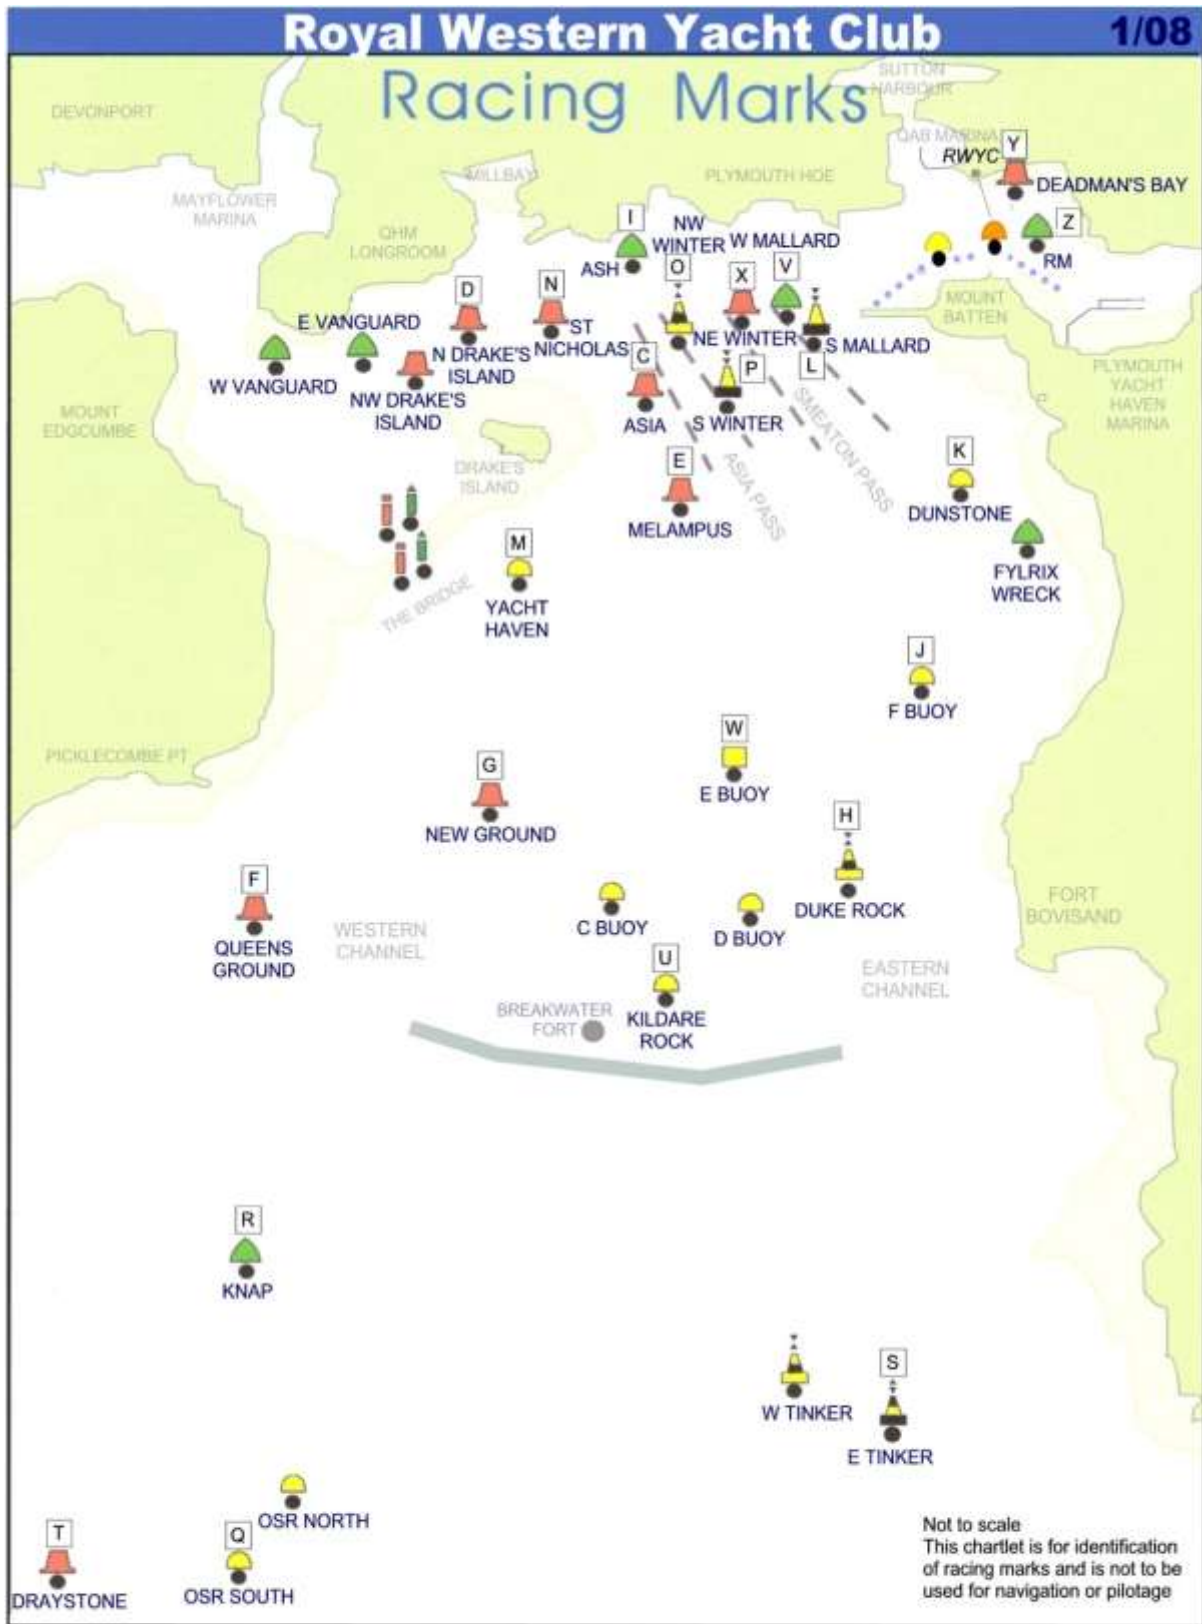 Royal Western Yacht Club
1/08
Racing Marks
SUTTON
HARBOUR
DEVONPORT
QAB MARINA
Y
RWYC
MILLBAY
PLYMOUTH HOE
DEADMAN'S BAY
MAYFLOWER
MARINA
I
NW
WINTER
W MALLARD
Z
QHM
LONGROOM
ASH
O
X
V
RM
D
N
MOUNT
BATTEN
E VANGUARD
ST
NICHOLAS
NE WINTER
S MALLARD
N DRAKE'S
ISLAND
C
P
L
W VANGUARD
PLYMOUTH
YACHT
HAVEN
MARINA
NW DRAKE'S
ISLAND
MOUNT
EDGCUMBE
ASIA
S WINTER
SMEATON PASS
ASIA PASS
DRAKE'S
ISLAND
E
K
MELAMPUS
DUNSTONE
M
FYLRIX
WRECK
THE BRIDGE
YACHT
HAVEN
J
F BUOY
W
PICKLECOMBE PT
G
E BUOY
NEW GROUND
H
F
DUKE ROCK
FORT
BOVISAND
C BUOY
D BUOY
QUEENS
GROUND
WESTERN
CHANNEL
U
EASTERN
CHANNEL
BREAKWATER
FORT
KILDARE
ROCK
R
KNAP
S
W TINKER
E TINKER
OSR NORTH
T
Q
DRAYSTONE
OSR SOUTH
Not to scale
This chartlet is for identification
of racing marks and is not to be
used for navigation or pilotage